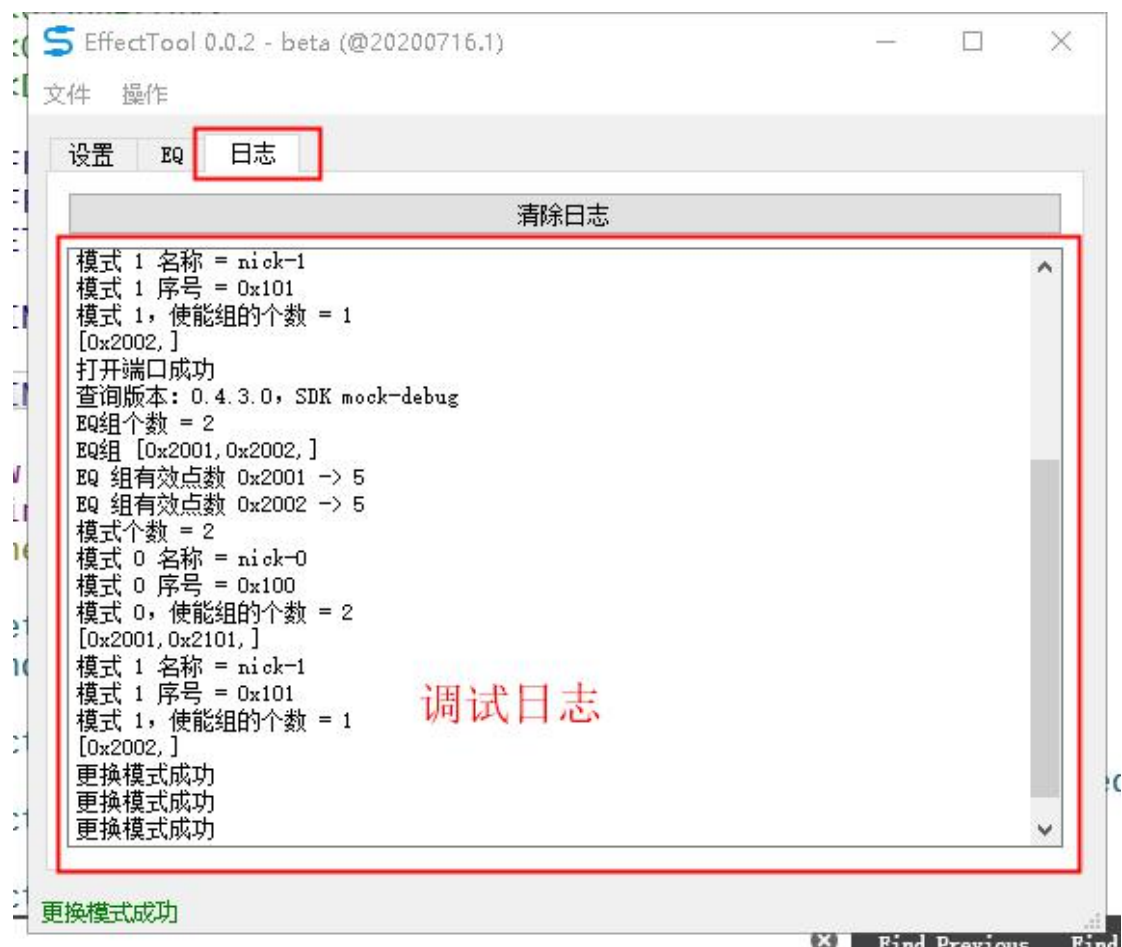 EffectTool 0.0.2 - beta (@20200716.1)
文件 操作
设置 EQ 日志
清除日志
模式 1 名称 = nick-1
模式 1 序号 = 0x101
模式 1，使能组的个数 = 1
[0x2002,]
打开端口成功
查询版本：0.4.3.0，SDK mock-debug
EQ组个数 = 2
EQ组 [0x2001,0x2002,]
EQ 组有效点数 0x2001 -> 5
EQ 组有效点数 0x2002 -> 5
模式个数 = 2
模式 0 名称 = nick-0
模式 0 序号 = 0x100
模式 0，使能组的个数 = 2
[0x2001,0x2101,]
模式 1 名称 = nick-1
模式 1 序号 = 0x101
模式 1，使能组的个数 = 1
[0x2002,]
调试日志
更换模式成功
更换模式成功
更换模式成功
更换模式成功
Find Previous Find